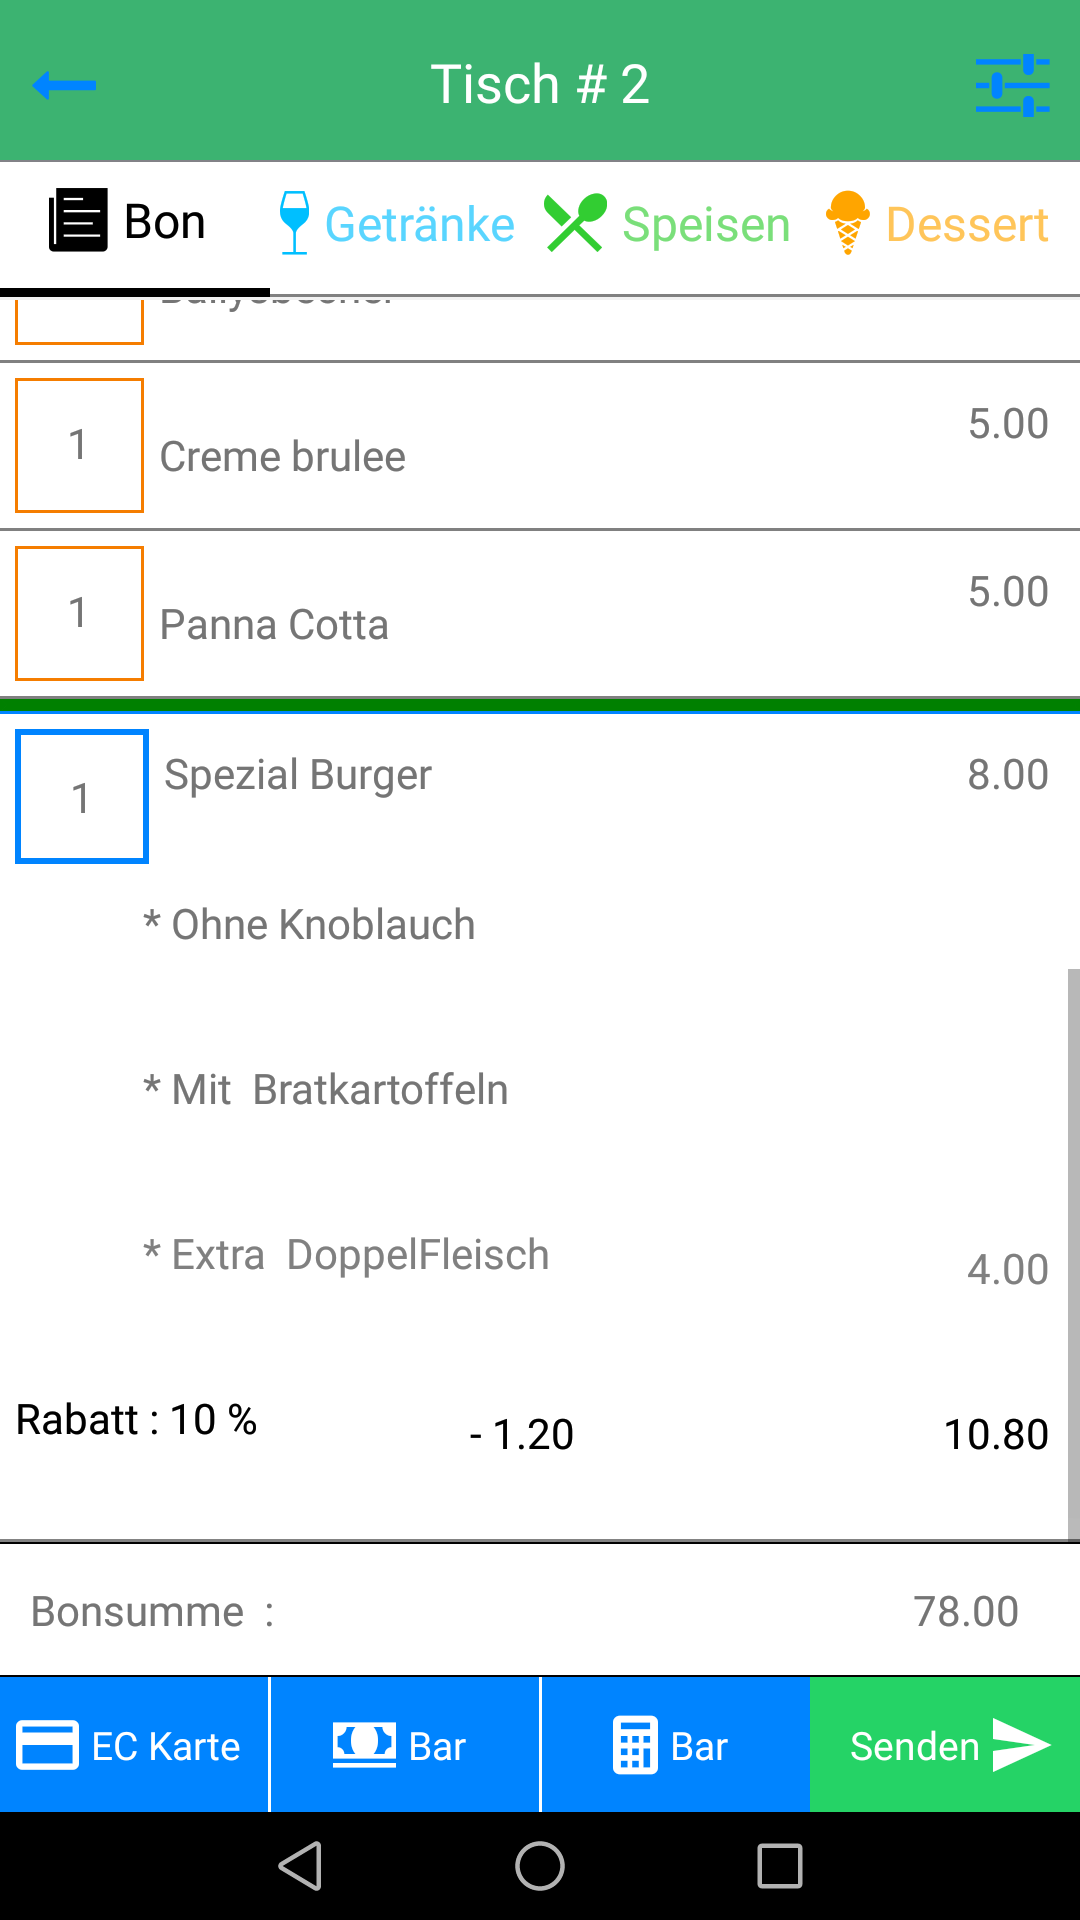 Tisch # 2
Bon Getränke Speisen Dessert
1 Creme brulee 5.00
1 Panna Cotta 5.00
1 Spezial Burger 8.00
* Ohne Knoblauch
* Mit Bratkartoffeln
* Extra DoppelFleisch 4.00
Rabatt : 10 % - 1.20 10.80
Bonsumme : 78.00
EC Karte Bar Bar Senden